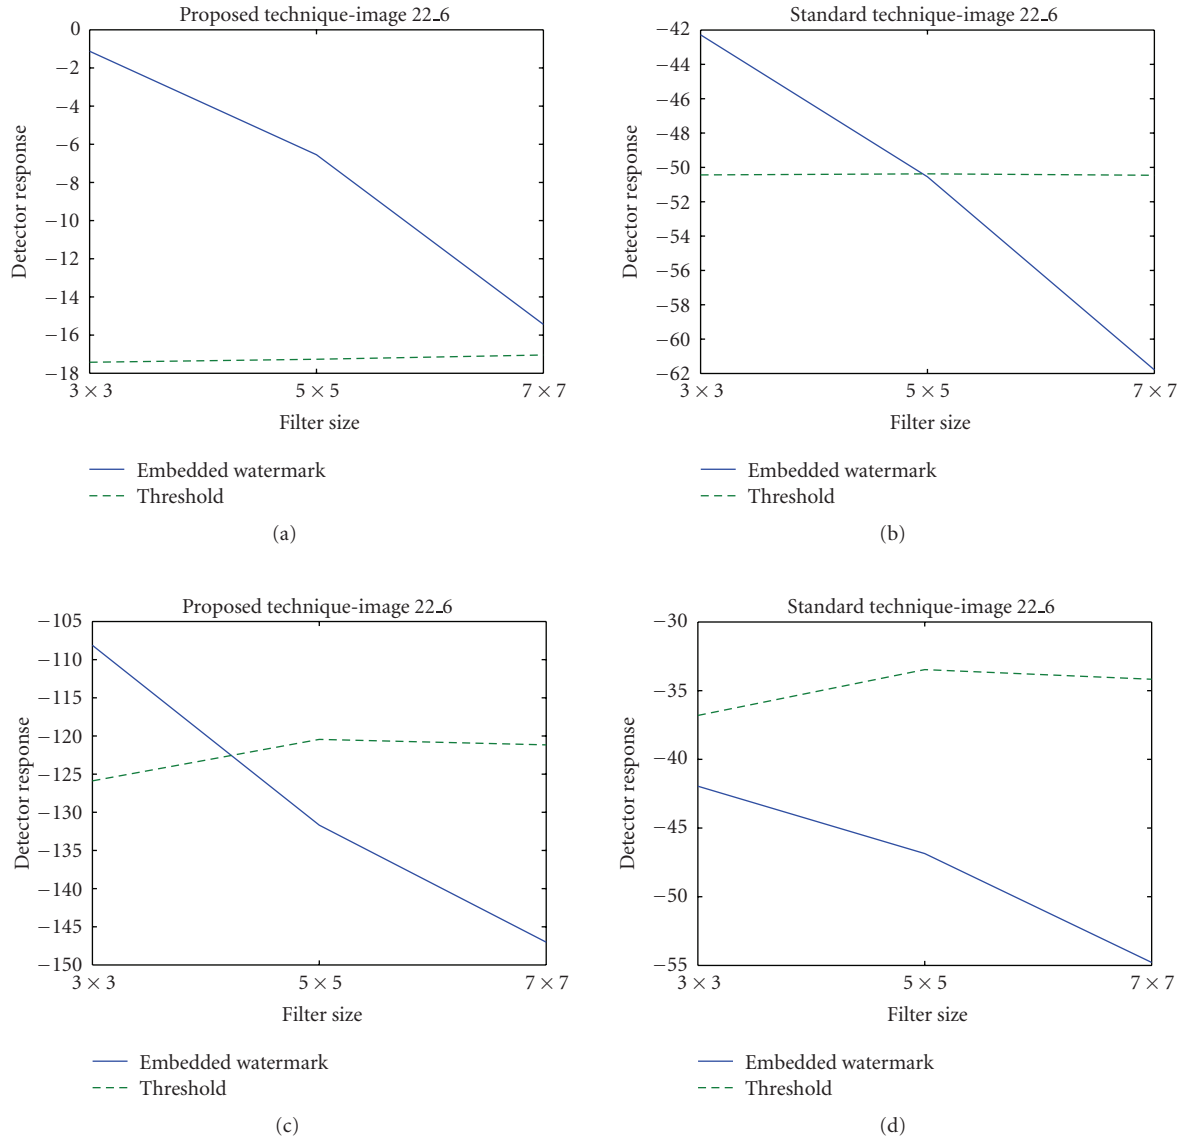 Proposed technique-image 22_6
0
−2
−4
−6
−8
−10
−12
−14
−16
−18
Detector response
3 × 3
5 × 5
7 × 7
Filter size
Embedded watermark
Threshold
(a)
Standard technique-image 22_6
−42
−44
−46
−48
−50
−52
−54
−56
−58
−60
−62
Detector response
3 × 3
5 × 5
7 × 7
Filter size
Embedded watermark
Threshold
(b)
Proposed technique-image 22_6
−105
−110
−115
−120
−125
−130
−135
−140
−145
−150
Detector response
3 × 3
5 × 5
7 × 7
Filter size
Embedded watermark
Threshold
(c)
Standard technique-image 22_6
−30
−35
−40
−45
−50
−55
Detector response
3 × 3
5 × 5
7 × 7
Filter size
Embedded watermark
Threshold
(d)